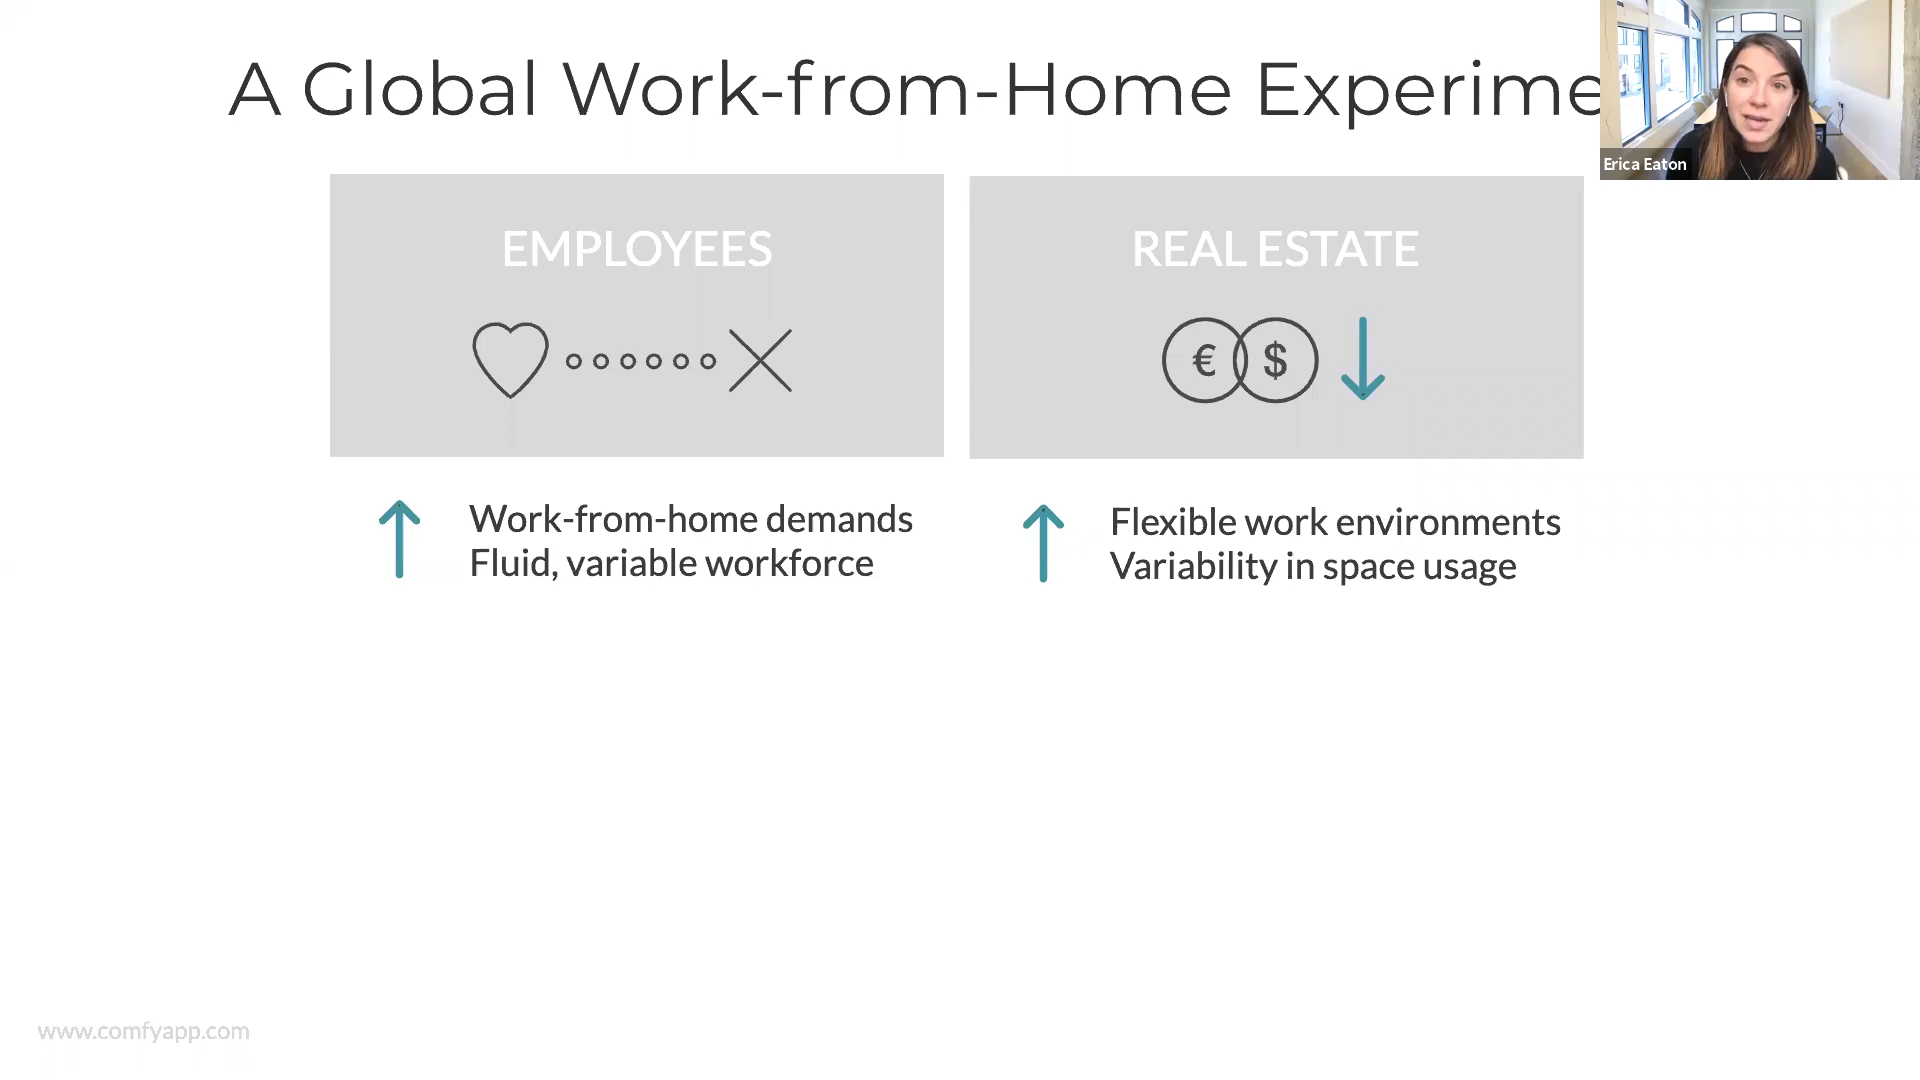 A Global Work-from-Home Experime
Erica Eaton
EMPLOYEES
REAL ESTATE
€ $
Work-from-home demands
Fluid, variable workforce
Flexible work environments
Variability in space usage
www.comfyapp.com